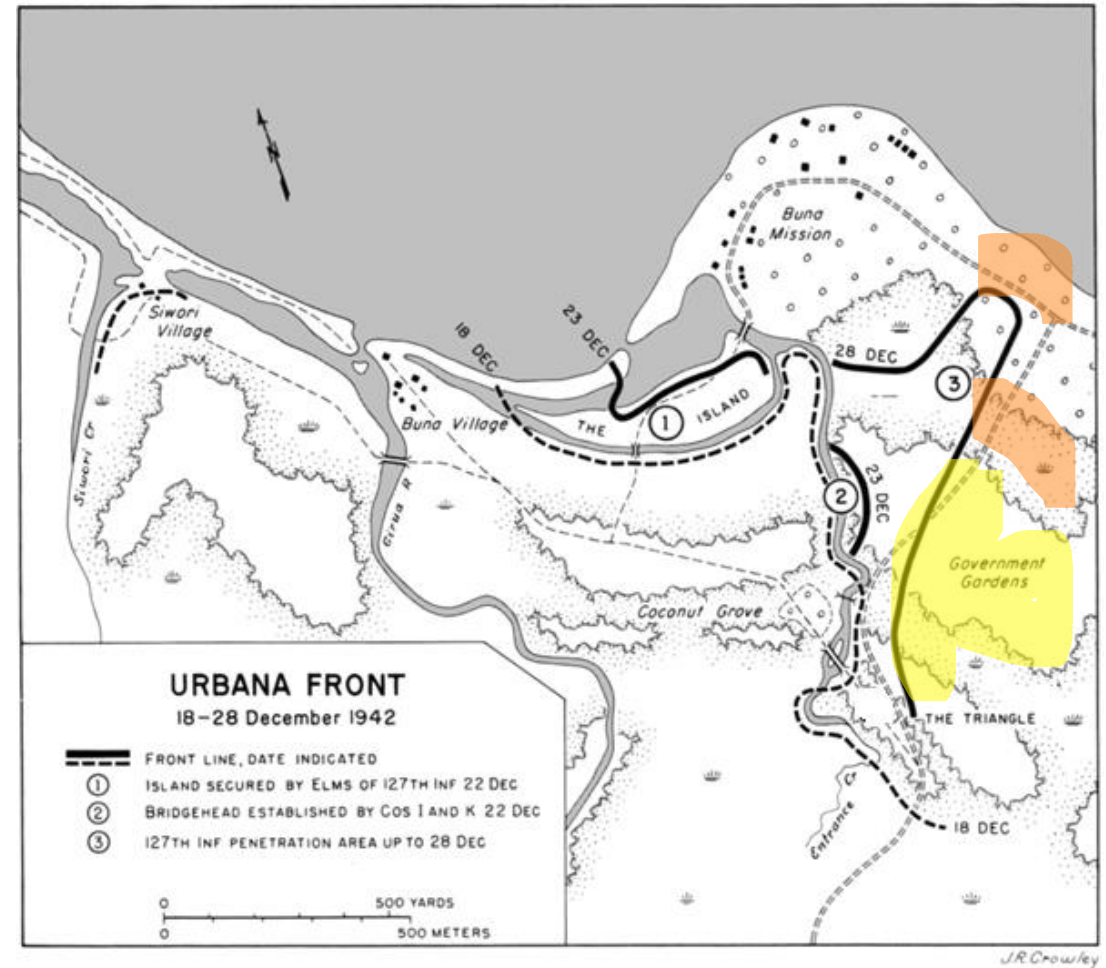 N
Buna
Mission
Siwori
Village
18 DEC
23 DEC
28 DEC
3
Buna Village
THE
1
ISLAND
Siwori C
Girua R
2
23 DEC
Government
Gardens
Coconut Grove
THE TRIANGLE
Entrance Cr
18 DEC
URBANA FRONT
18–28 December 1942
FRONT LINE, DATE INDICATED
1 ISLAND SECURED BY ELMS OF 127TH INF 22 DEC
2 BRIDGEHEAD ESTABLISHED BY COS I AND K 22 DEC
3 127TH INF PENETRATION AREA UP TO 28 DEC
0 500 YARDS
0 500 METERS
J.R.Crowley